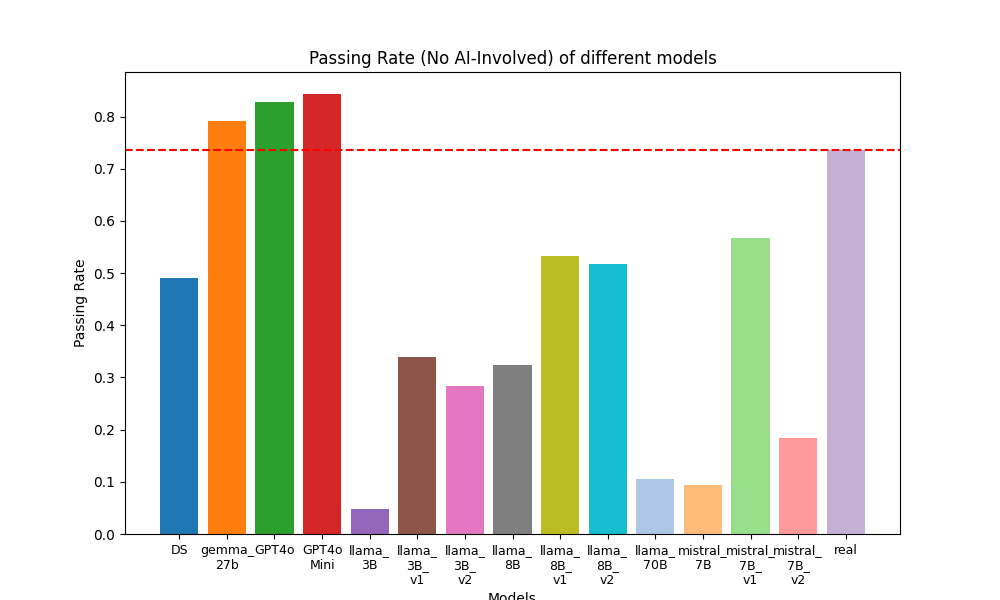 Passing Rate (No AI-Involved) of different models
Passing Rate
0.8
0.7
0.6
0.5
0.4
0.3
0.2
0.1
0.0
DS
gemma_
27b
GPT4o
GPT4o
Mini
llama_
3B
llama_
3B_
v1
llama_
3B_
v2
llama_
8B
llama_
8B_
v1
llama_
8B_
v2
llama_
70B
mistral_
7B
mistral_
7B_
v1
mistral_
7B_
v2
real
Models